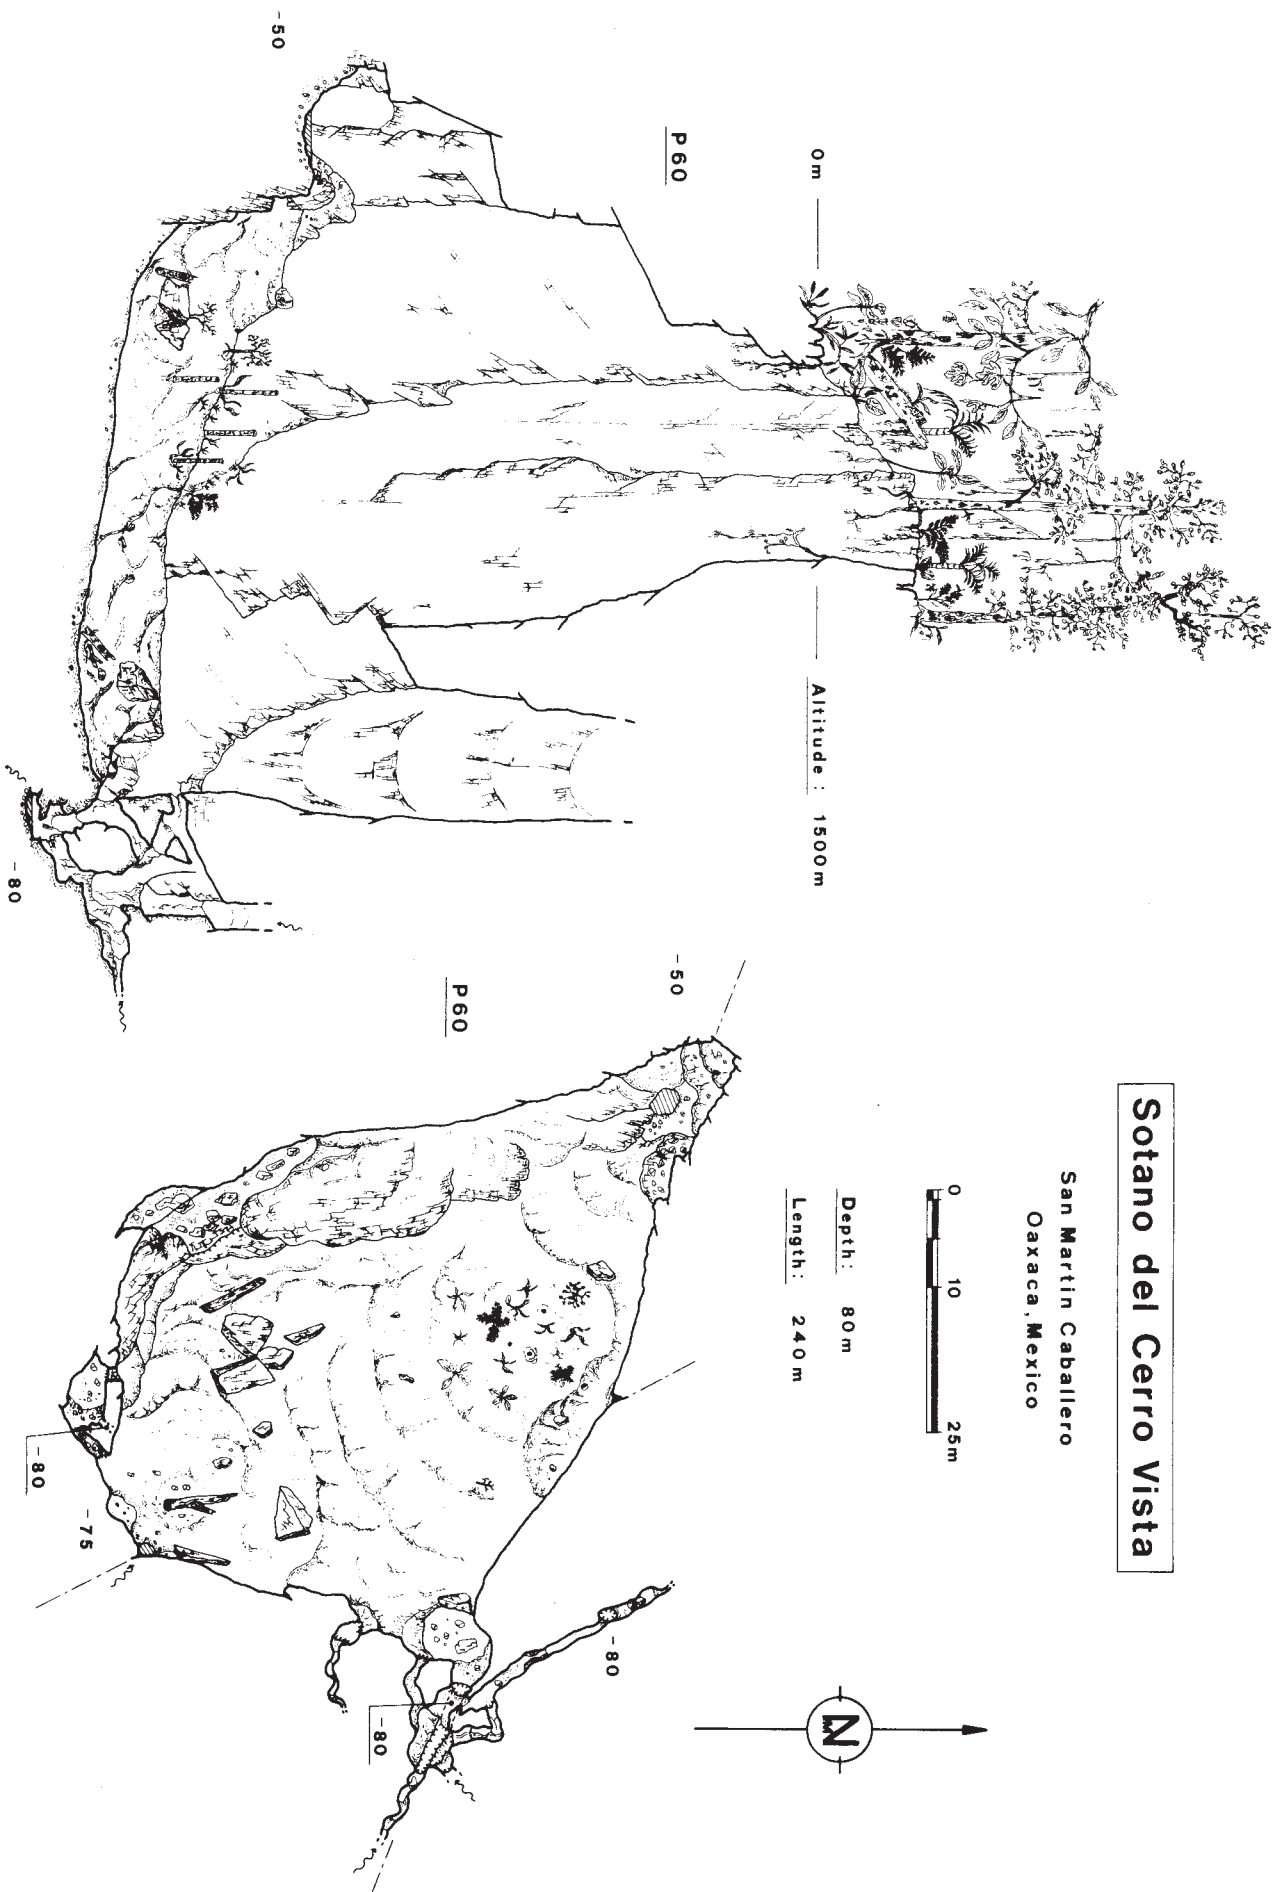 Sotano del Cerro Vista
San Martin Caballero
Oaxaca, Mexico
0 10 25m
Depth: 80m
Length: 240m
0m
Altitude: 1500m
P60
-50
-80
P60
-50
-80
-75
-80
-80
N